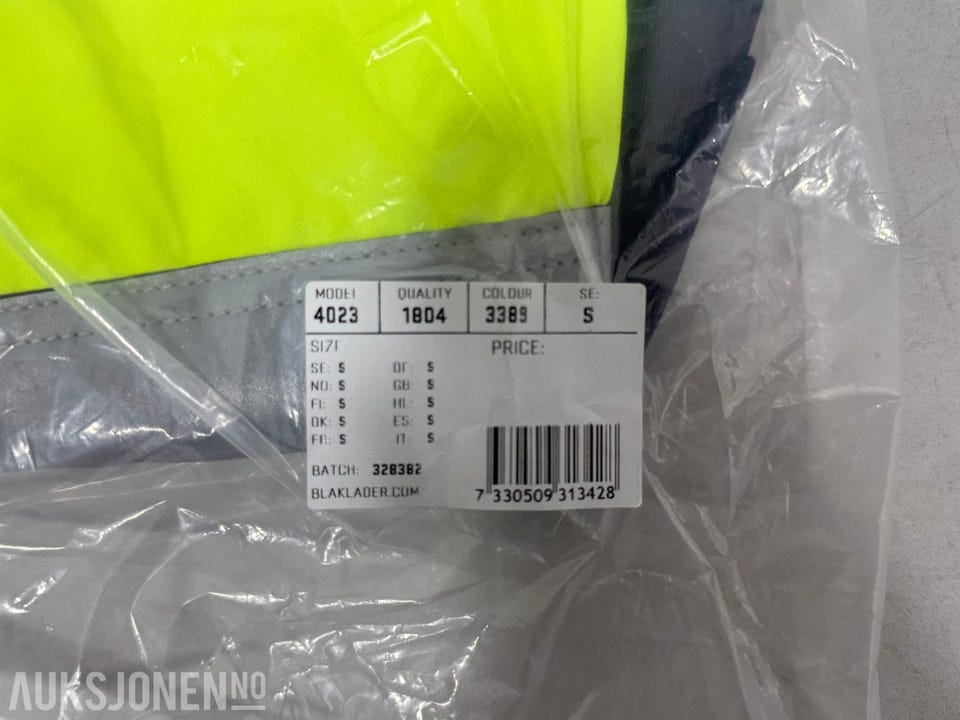 MODEL QUALITY COLOUR SE:
4023 1804 3389 S
SIZE PRICE:
SE: S DE: S
NO: S GB: S
FI: S NL: S
DK: S ES: S
FR: S IT S
BATCH: 328382
BLAKLADER.COM
7 330509 313428
AUKSJONEN.NO